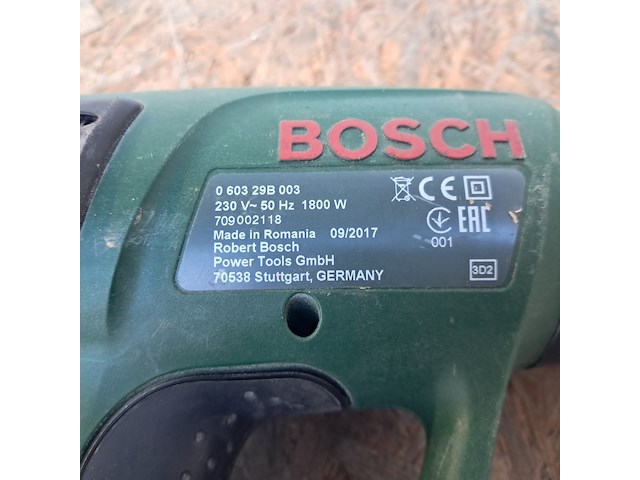 BOSCH
0 603 29B 003
230 V~ 50 Hz 1800 W
709002118
Made in Romania 09/2017
Robert Bosch
Power Tools GmbH
70538 Stuttgart, GERMANY
CE
EAC
001
3D2